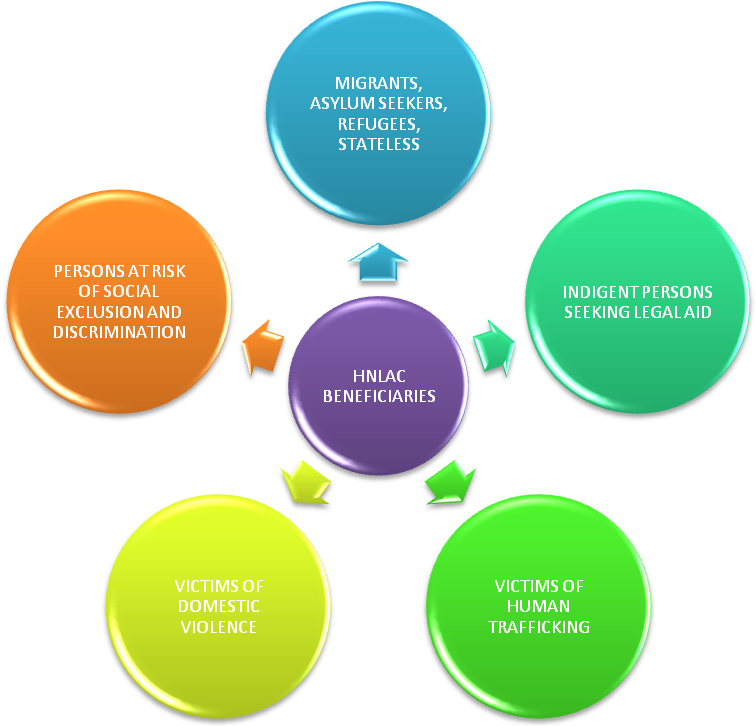 MIGRANTS,
ASYLUM SEEKERS,
REFUGEES,
STATELESS
PERSONS AT RISK
OF SOCIAL
EXCLUSION AND
DISCRIMINATION
INDIGENT PERSONS
SEEKING LEGAL AID
HNLAC
BENEFICIARIES
VICTIMS OF
DOMESTIC
VIOLENCE
VICTIMS OF
HUMAN
TRAFFICKING